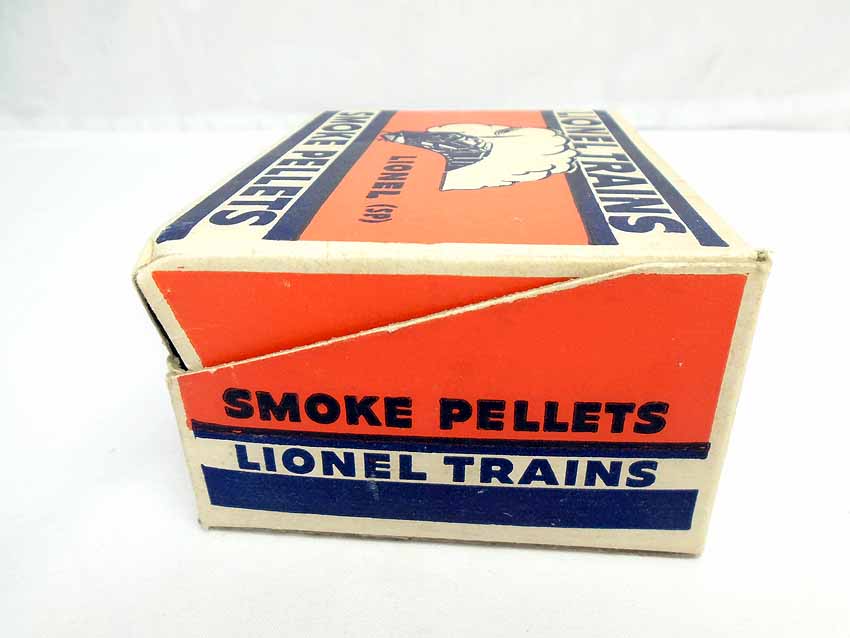 SMOKE PELLETS
LIONEL (SP)
LIONEL TRAINS
SMOKE PELLETS
LIONEL TRAINS